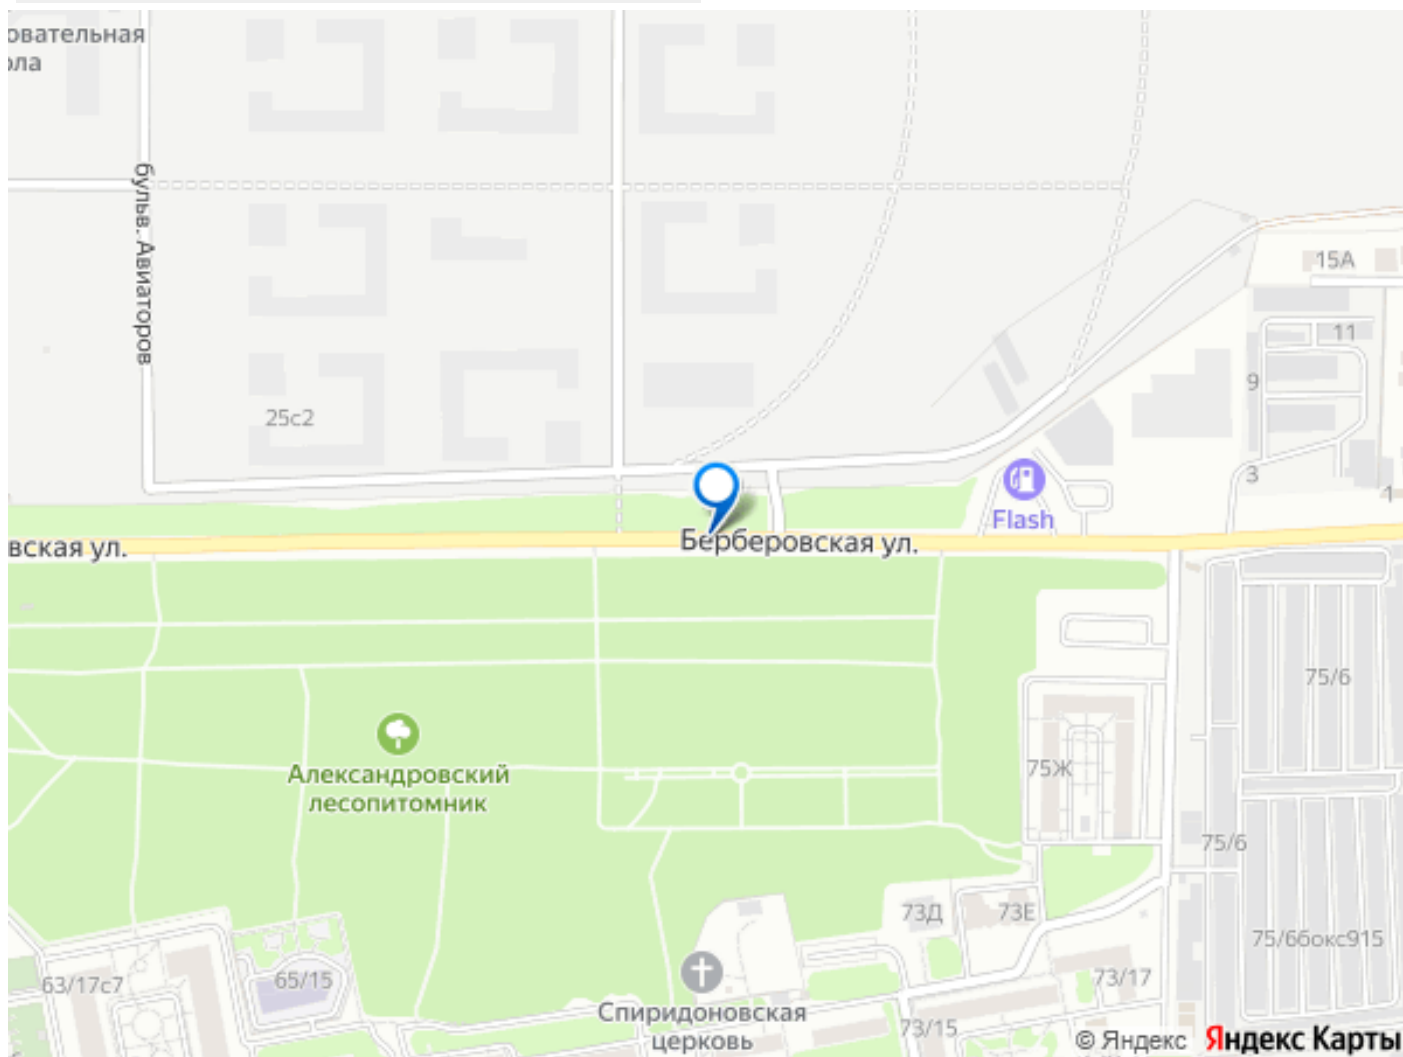 овательная
ола
бульв. Авиаторов
15А
11
9
25с2
3
1
Flash
вская ул.
Берберовская ул.
75/6
75Ж
Александровский
лесопитомник
75/6
73Д
73Е
75/6бокс915
63/17с7
65/15
73/17
Спиридоновская
церковь
73/15
© Яндекс Яндекс Карты